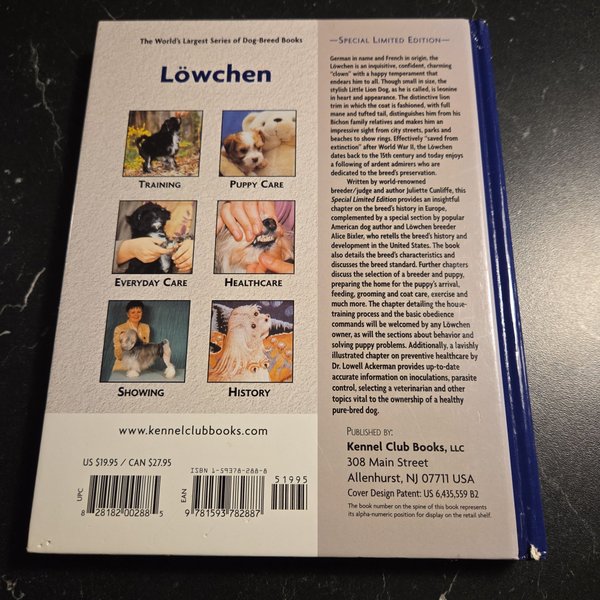 The World's Largest Series of Dog-Breed Books
Löwchen
TRAINING
PUPPY CARE
EVERYDAY CARE
HEALTHCARE
SHOWING
HISTORY
www.kennelclubbooks.com
US $19.95 / CAN $27.95
UPC
8 28182 00288 5
ISBN 1-59378-288-8
51995
EAN
9 781593 782887
—SPECIAL LIMITED EDITION—
German in name and French in origin, the
Löwchen is an inquisitive, confident, charming
"clown" with a happy temperament that
endears him to all. Though small in size, the
stylish Little Lion Dog, as he is called, is leonine
in heart and appearance. The distinctive lion
trim in which the coat is fashioned, with full
mane and tufted tail, distinguishes him from his
Bichon family relatives and makes him an
impressive sight from city streets, parks and
beaches to show rings. Effectively "saved from
extinction" after World War II, the Löwchen
dates back to the 15th century and today enjoys
a following of ardent admirers who are
dedicated to the breed's preservation.
Written by world-renowned
breeder/judge and author Juliette Cunliffe, this
Special Limited Edition provides an insightful
chapter on the breed's history in Europe,
complemented by a special section by popular
American dog author and Löwchen breeder
Alice Bixler, who retells the breed's history and
development in the United States. The book
also details the breed's characteristics and
discusses the breed standard. Further chapters
discuss the selection of a breeder and puppy,
preparing the home for the puppy's arrival,
feeding, grooming and coat care, exercise and
much more. The chapter detailing the house-
training process and the basic obedience
commands will be welcomed by any Löwchen
owner, as will the sections about behavior and
solving puppy problems. Additionally, a lavishly
illustrated chapter on preventive healthcare by
Dr. Lowell Ackerman provides up-to-date
accurate information on inoculations, parasite
control, selecting a veterinarian and other
topics vital to the ownership of a healthy
pure-bred dog.
PUBLISHED BY:
Kennel Club Books, LLC
308 Main Street
Allenhurst, NJ 07711 USA
Cover Design Patent: US 6,435,559 B2
The book number on the spine of this book represents
its alpha-numeric position for display on the retail shelf.